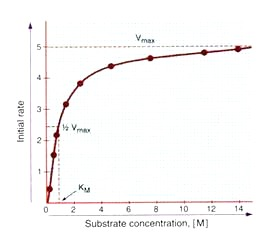 Vmax
5
4
3
½ Vmax
2
1
KM
0 2 4 6 8 10 12 14
Initial rate
Substrate concentration, [M]